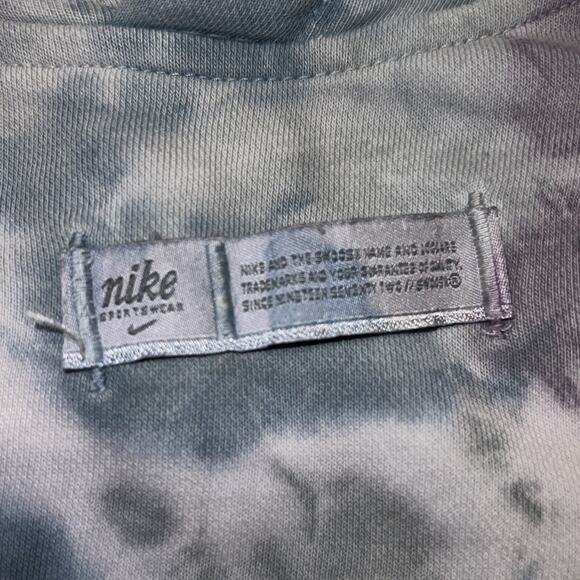 nike
SPORTSWEAR
NIKE AND THE SWOOSH NAME AND LOGO ARE
TRADEMARKS AND YOUR GUARANTEE OF QUALITY.
SINCE NINETEEN SEVENTY TWO //